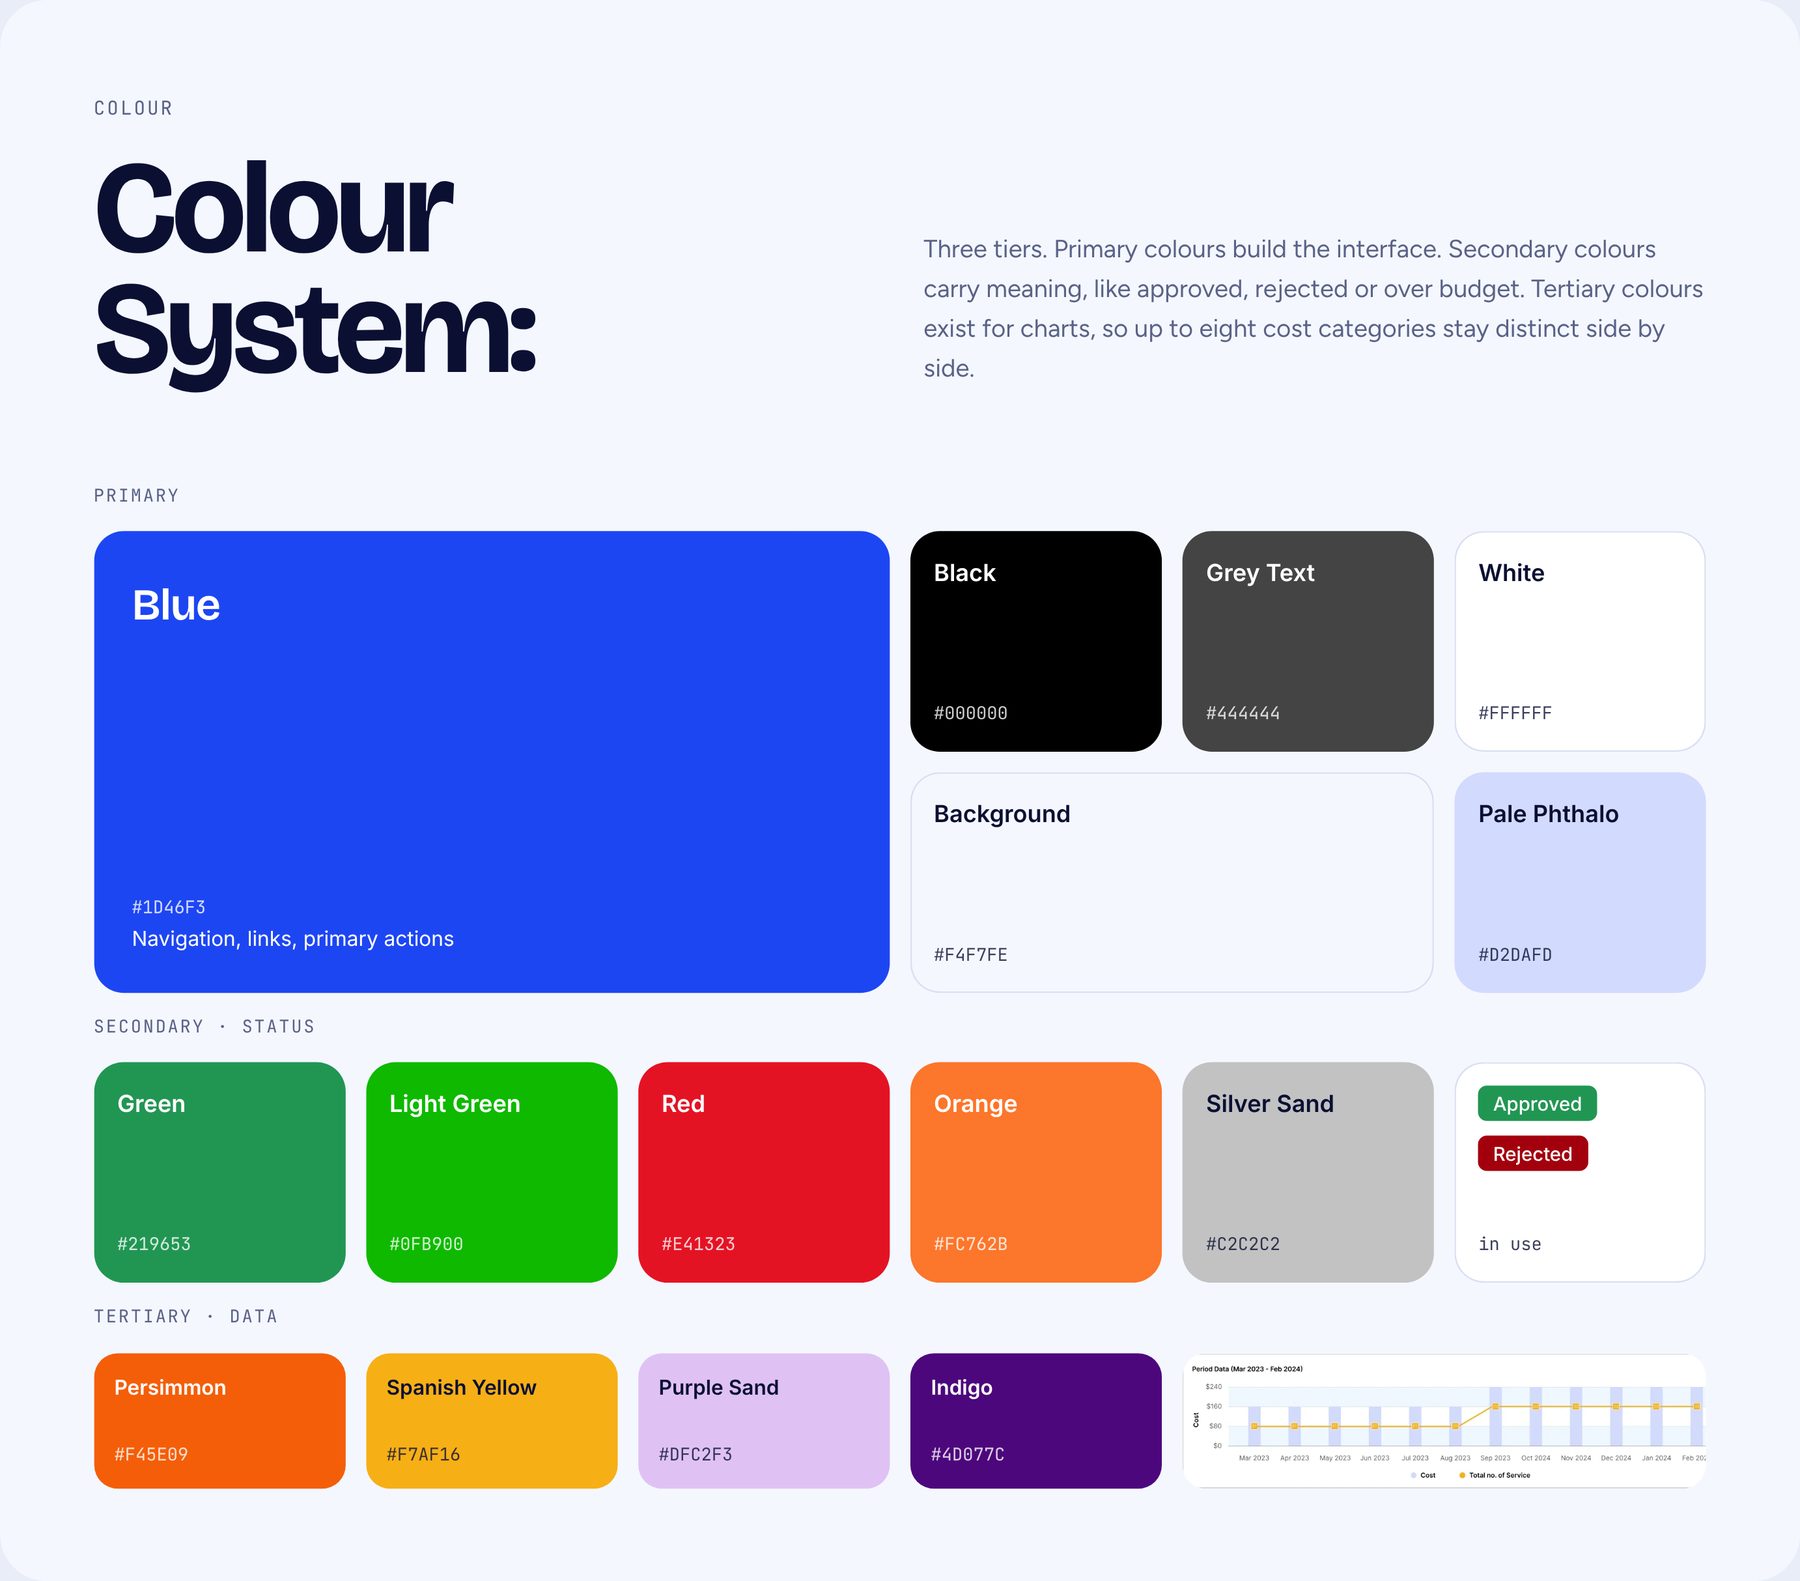 COLOUR
Colour
System:
Three tiers. Primary colours build the interface. Secondary colours
carry meaning, like approved, rejected or over budget. Tertiary colours
exist for charts, so up to eight cost categories stay distinct side by
side.
PRIMARY
Blue
#1D46F3
Navigation, links, primary actions
Black
#000000
Grey Text
#444444
White
#FFFFFF
Background
#F4F7FE
Pale Phthalo
#D2DAFD
SECONDARY · STATUS
Green
#219653
Light Green
#0FB900
Red
#E41323
Orange
#FC762B
Silver Sand
#C2C2C2
Approved
Rejected
in use
TERTIARY · DATA
Persimmon
#F45E09
Spanish Yellow
#F7AF16
Purple Sand
#DFC2F3
Indigo
#4D077C
Period Data (Mar 2023 - Feb 2024)
$240
$160
$80
$0
Cost
Mar 2023 Apr 2023 May 2023 Jun 2023 Jul 2023 Aug 2023 Sep 2023 Oct 2024 Nov 2024 Dec 2024 Jan 2024 Feb 202
Cost Total no. of Service